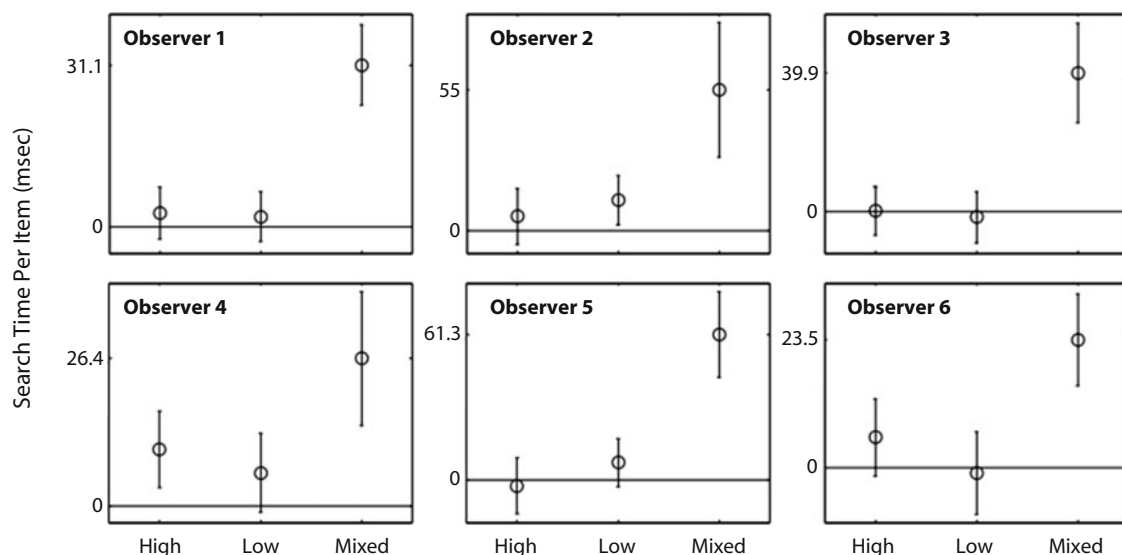 Search Time Per Item (msec)
Observer 1
31.1
0
Observer 2
55
0
Observer 3
39.9
0
Observer 4
26.4
0
High Low Mixed
Observer 5
61.3
0
High Low Mixed
Observer 6
23.5
0
High Low Mixed